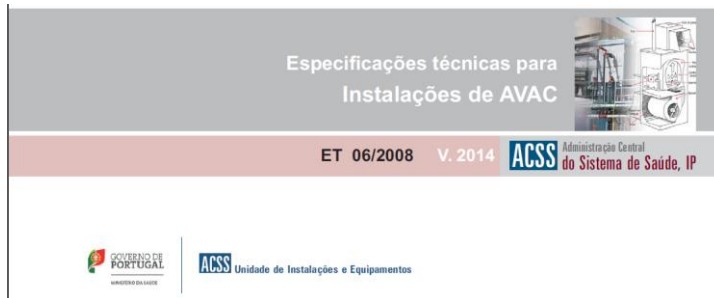 Especificações técnicas para
Instalações de AVAC
ET 06/2008 V. 2014
ACSS Administração Central
do Sistema de Saúde, IP
GOVERNO DE
PORTUGAL
MINISTÉRIO DA SAÚDE
ACSS Unidade de Instalações e Equipamentos